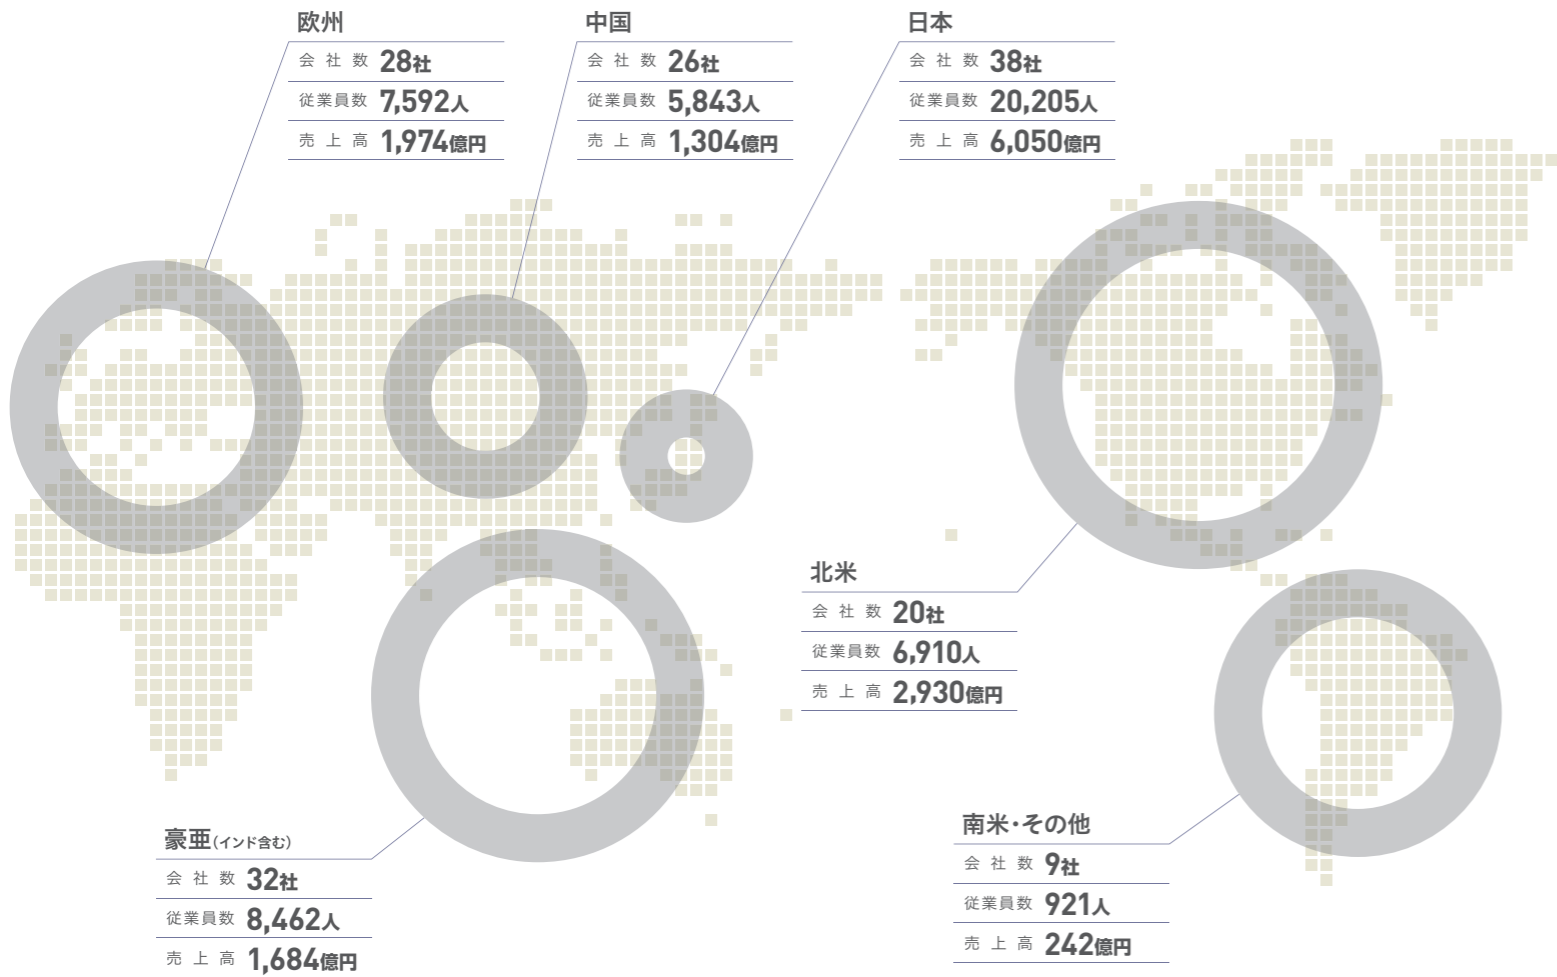 欧州
会社数 28社
従業員数 7,592人
売上高 1,974億円
中国
会社数 26社
従業員数 5,843人
売上高 1,304億円
日本
会社数 38社
従業員数 20,205人
売上高 6,050億円
北米
会社数 20社
従業員数 6,910人
売上高 2,930億円
豪亜(インド含む)
会社数 32社
従業員数 8,462人
売上高 1,684億円
南米・その他
会社数 9社
従業員数 921人
売上高 242億円